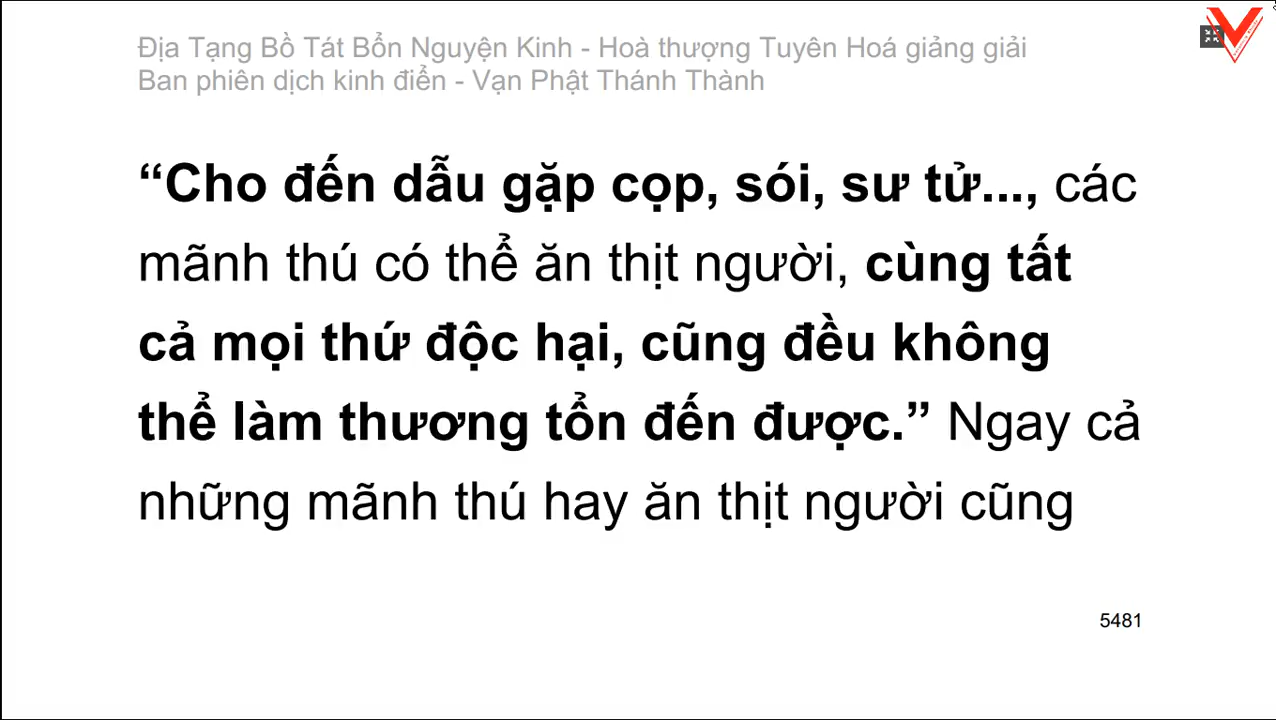 Địa Tạng Bồ Tát Bổn Nguyện Kinh - Hoà thượng Tuyên Hoá giảng giải
Ban phiên dịch kinh điển - Vạn Phật Thánh Thành
“Cho đến dẫu gặp cọp, sói, sư tử..., các
mãnh thú có thể ăn thịt người, cùng tất
cả mọi thứ độc hại, cũng đều không
thể làm thương tổn đến được.” Ngay cả
những mãnh thú hay ăn thịt người cũng
5481